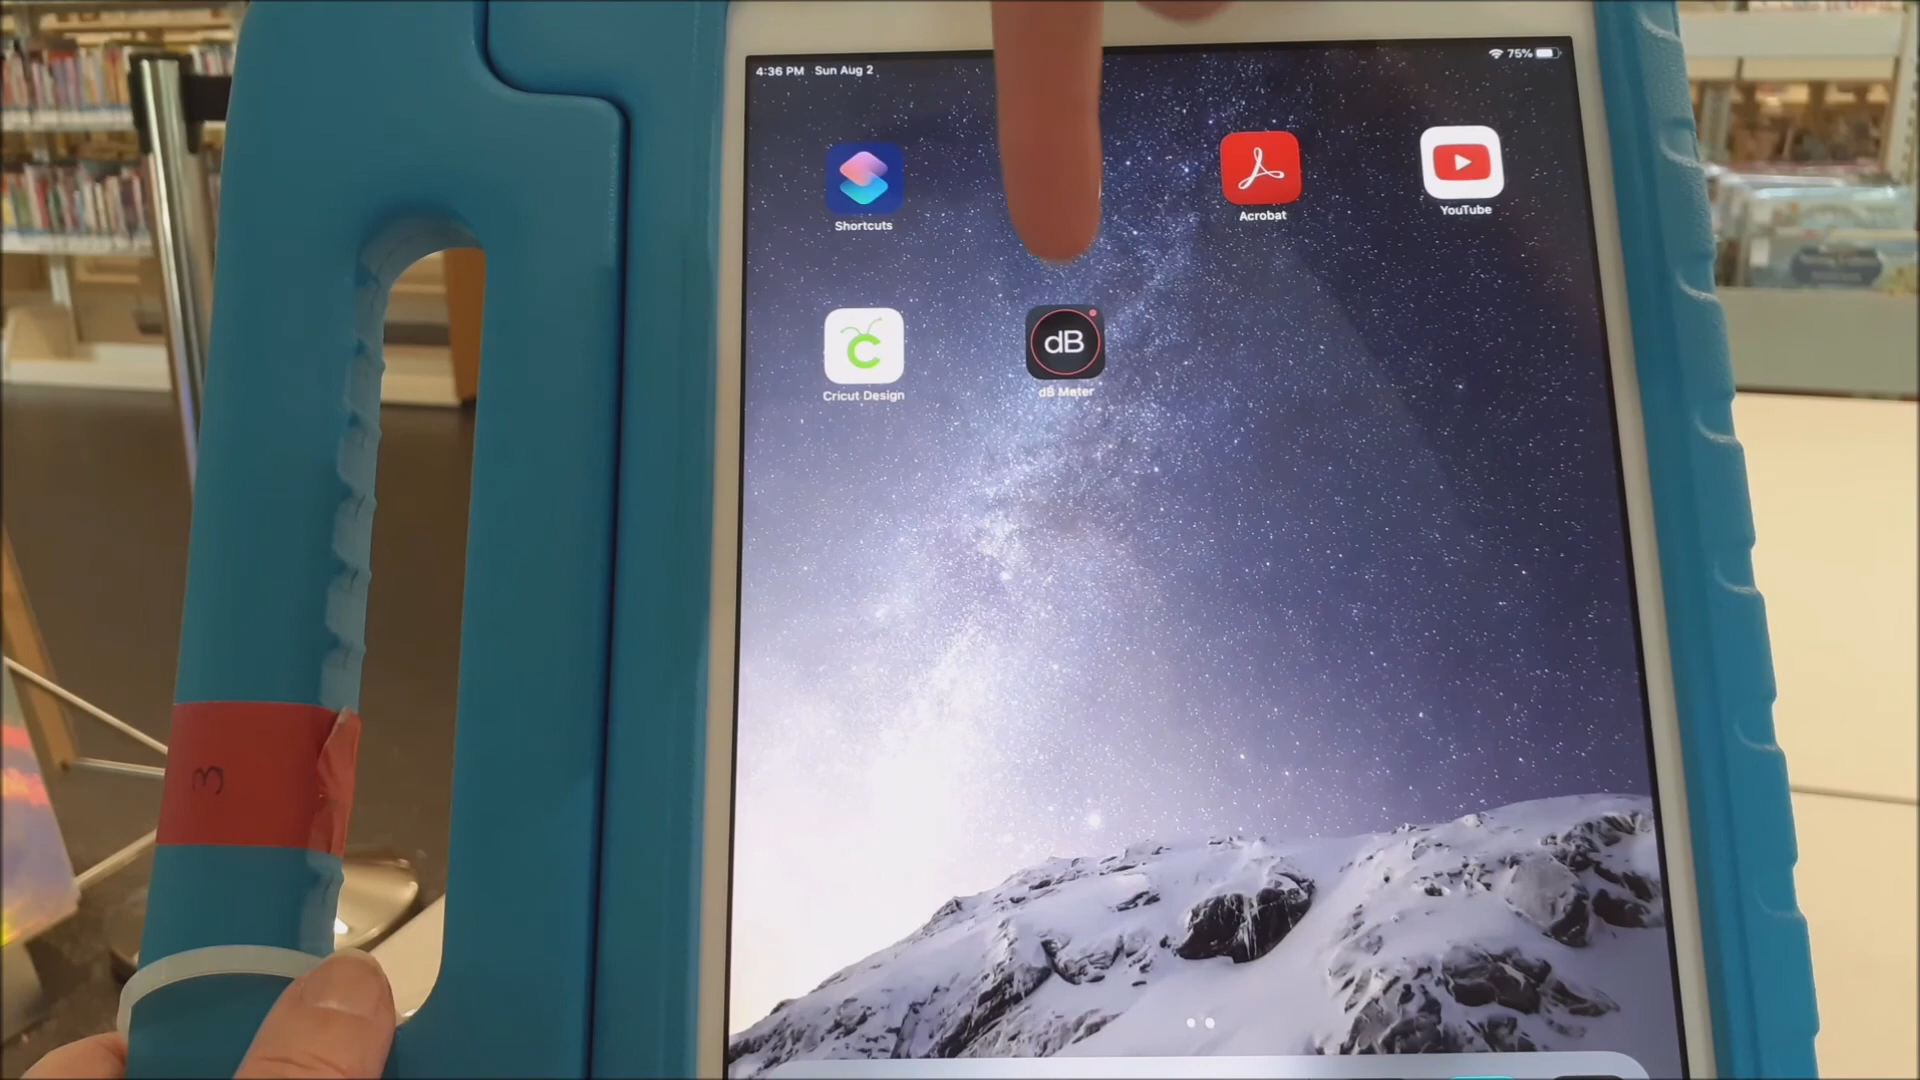 4:36 PM Sun Aug 2
75%
Shortcuts
Acrobat
YouTube
C
dB
Cricut Design
dB Meter
3